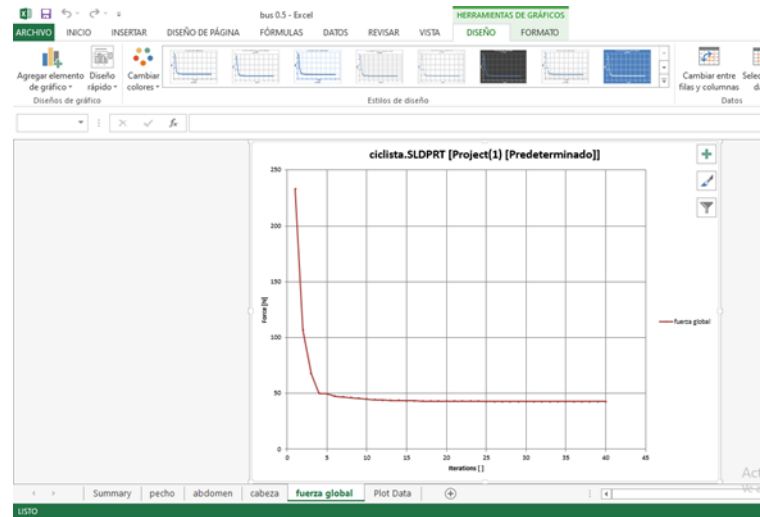 bus 0.5 - Excel
HERRAMIENTAS DE GRÁFICOS
ARCHIVO INICIO INSERTAR DISEÑO DE PÁGINA FÓRMULAS DATOS REVISAR VISTA DISEÑO FORMATO
Agregar elemento de gráfico
Diseño rápido
Cambiar colores
Cambiar entre filas y columnas
Diseños de gráfico
Estilos de diseño
Datos
fx
ciclista.SLDPRT [Project(1) [Predeterminado]]
250
200
150
100
50
0
Force [N]
0 5 10 15 20 25 30 35 40 45
Iterations [ ]
fuerza global
Summary pecho abdomen cabeza fuerza global Plot Data
LISTO